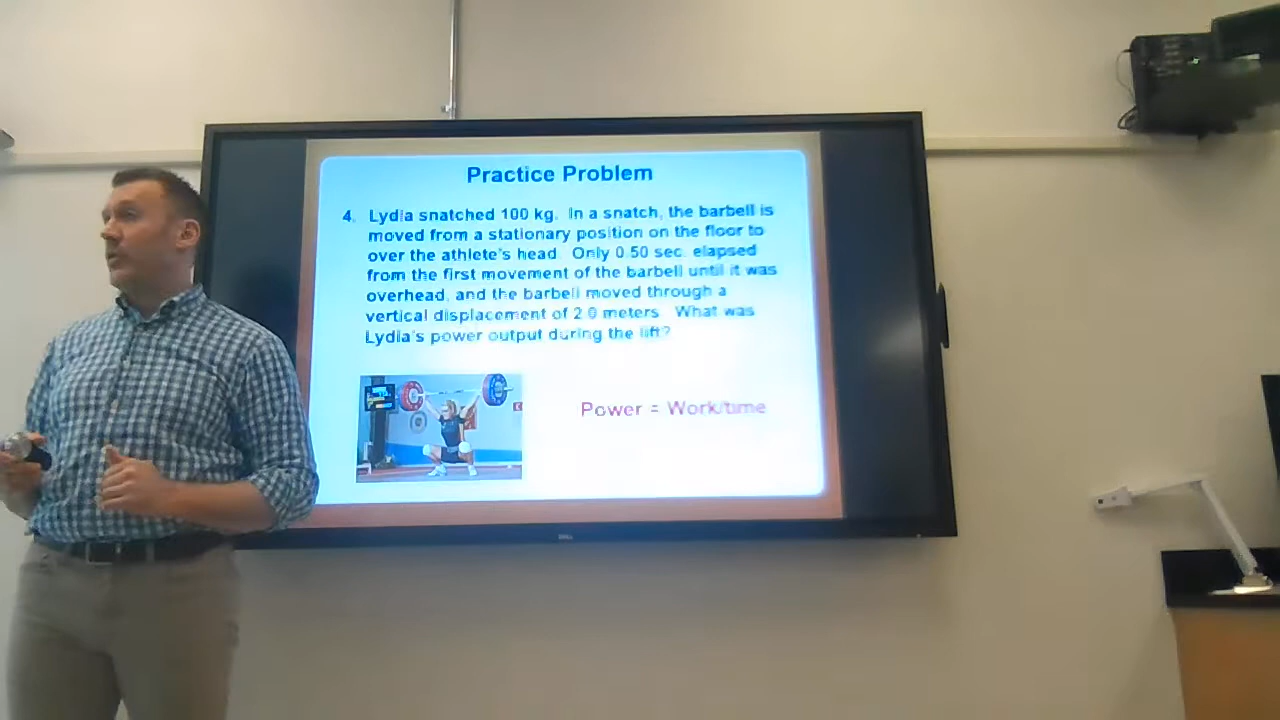 Practice Problem
4. Lydia snatched 100 kg. In a snatch, the barbell is
moved from a stationary position on the floor to
over the athlete's head. Only 0.50 sec. elapsed
from the first movement of the barbell until it was
overhead, and the barbell moved through a
vertical displacement of 2.0 meters. What was
Lydia's power output during the lift?
Power = Work/time
DELL